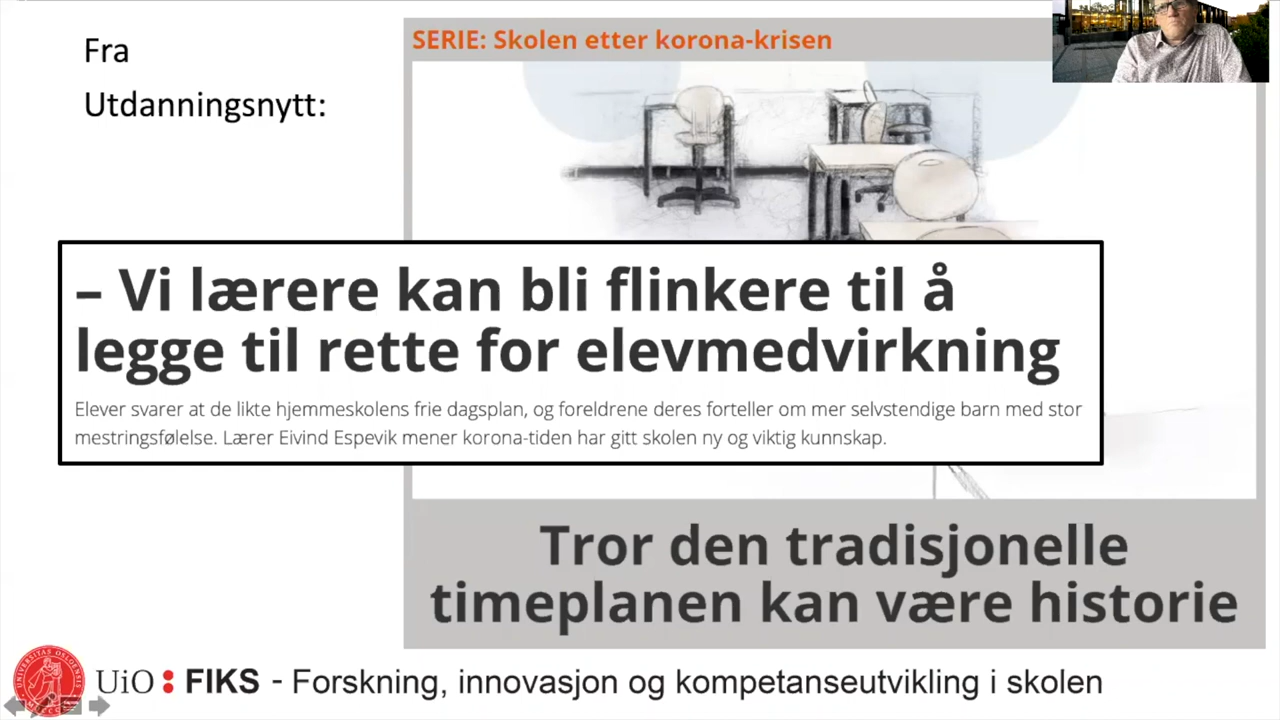 Fra
Utdanningsnytt:
SERIE: Skolen etter korona-krisen
– Vi lærere kan bli flinkere til å
legge til rette for elevmedvirkning
Elever svarer at de likte hjemmeskolens frie dagsplan, og foreldrene deres forteller om mer selvstendige barn med stor
mestringsfølelse. Lærer Eivind Espevik mener korona-tiden har gitt skolen ny og viktig kunnskap.
Tror den tradisjonelle
timeplanen kan være historie
UiO : FIKS - Forskning, innovasjon og kompetanseutvikling i skolen